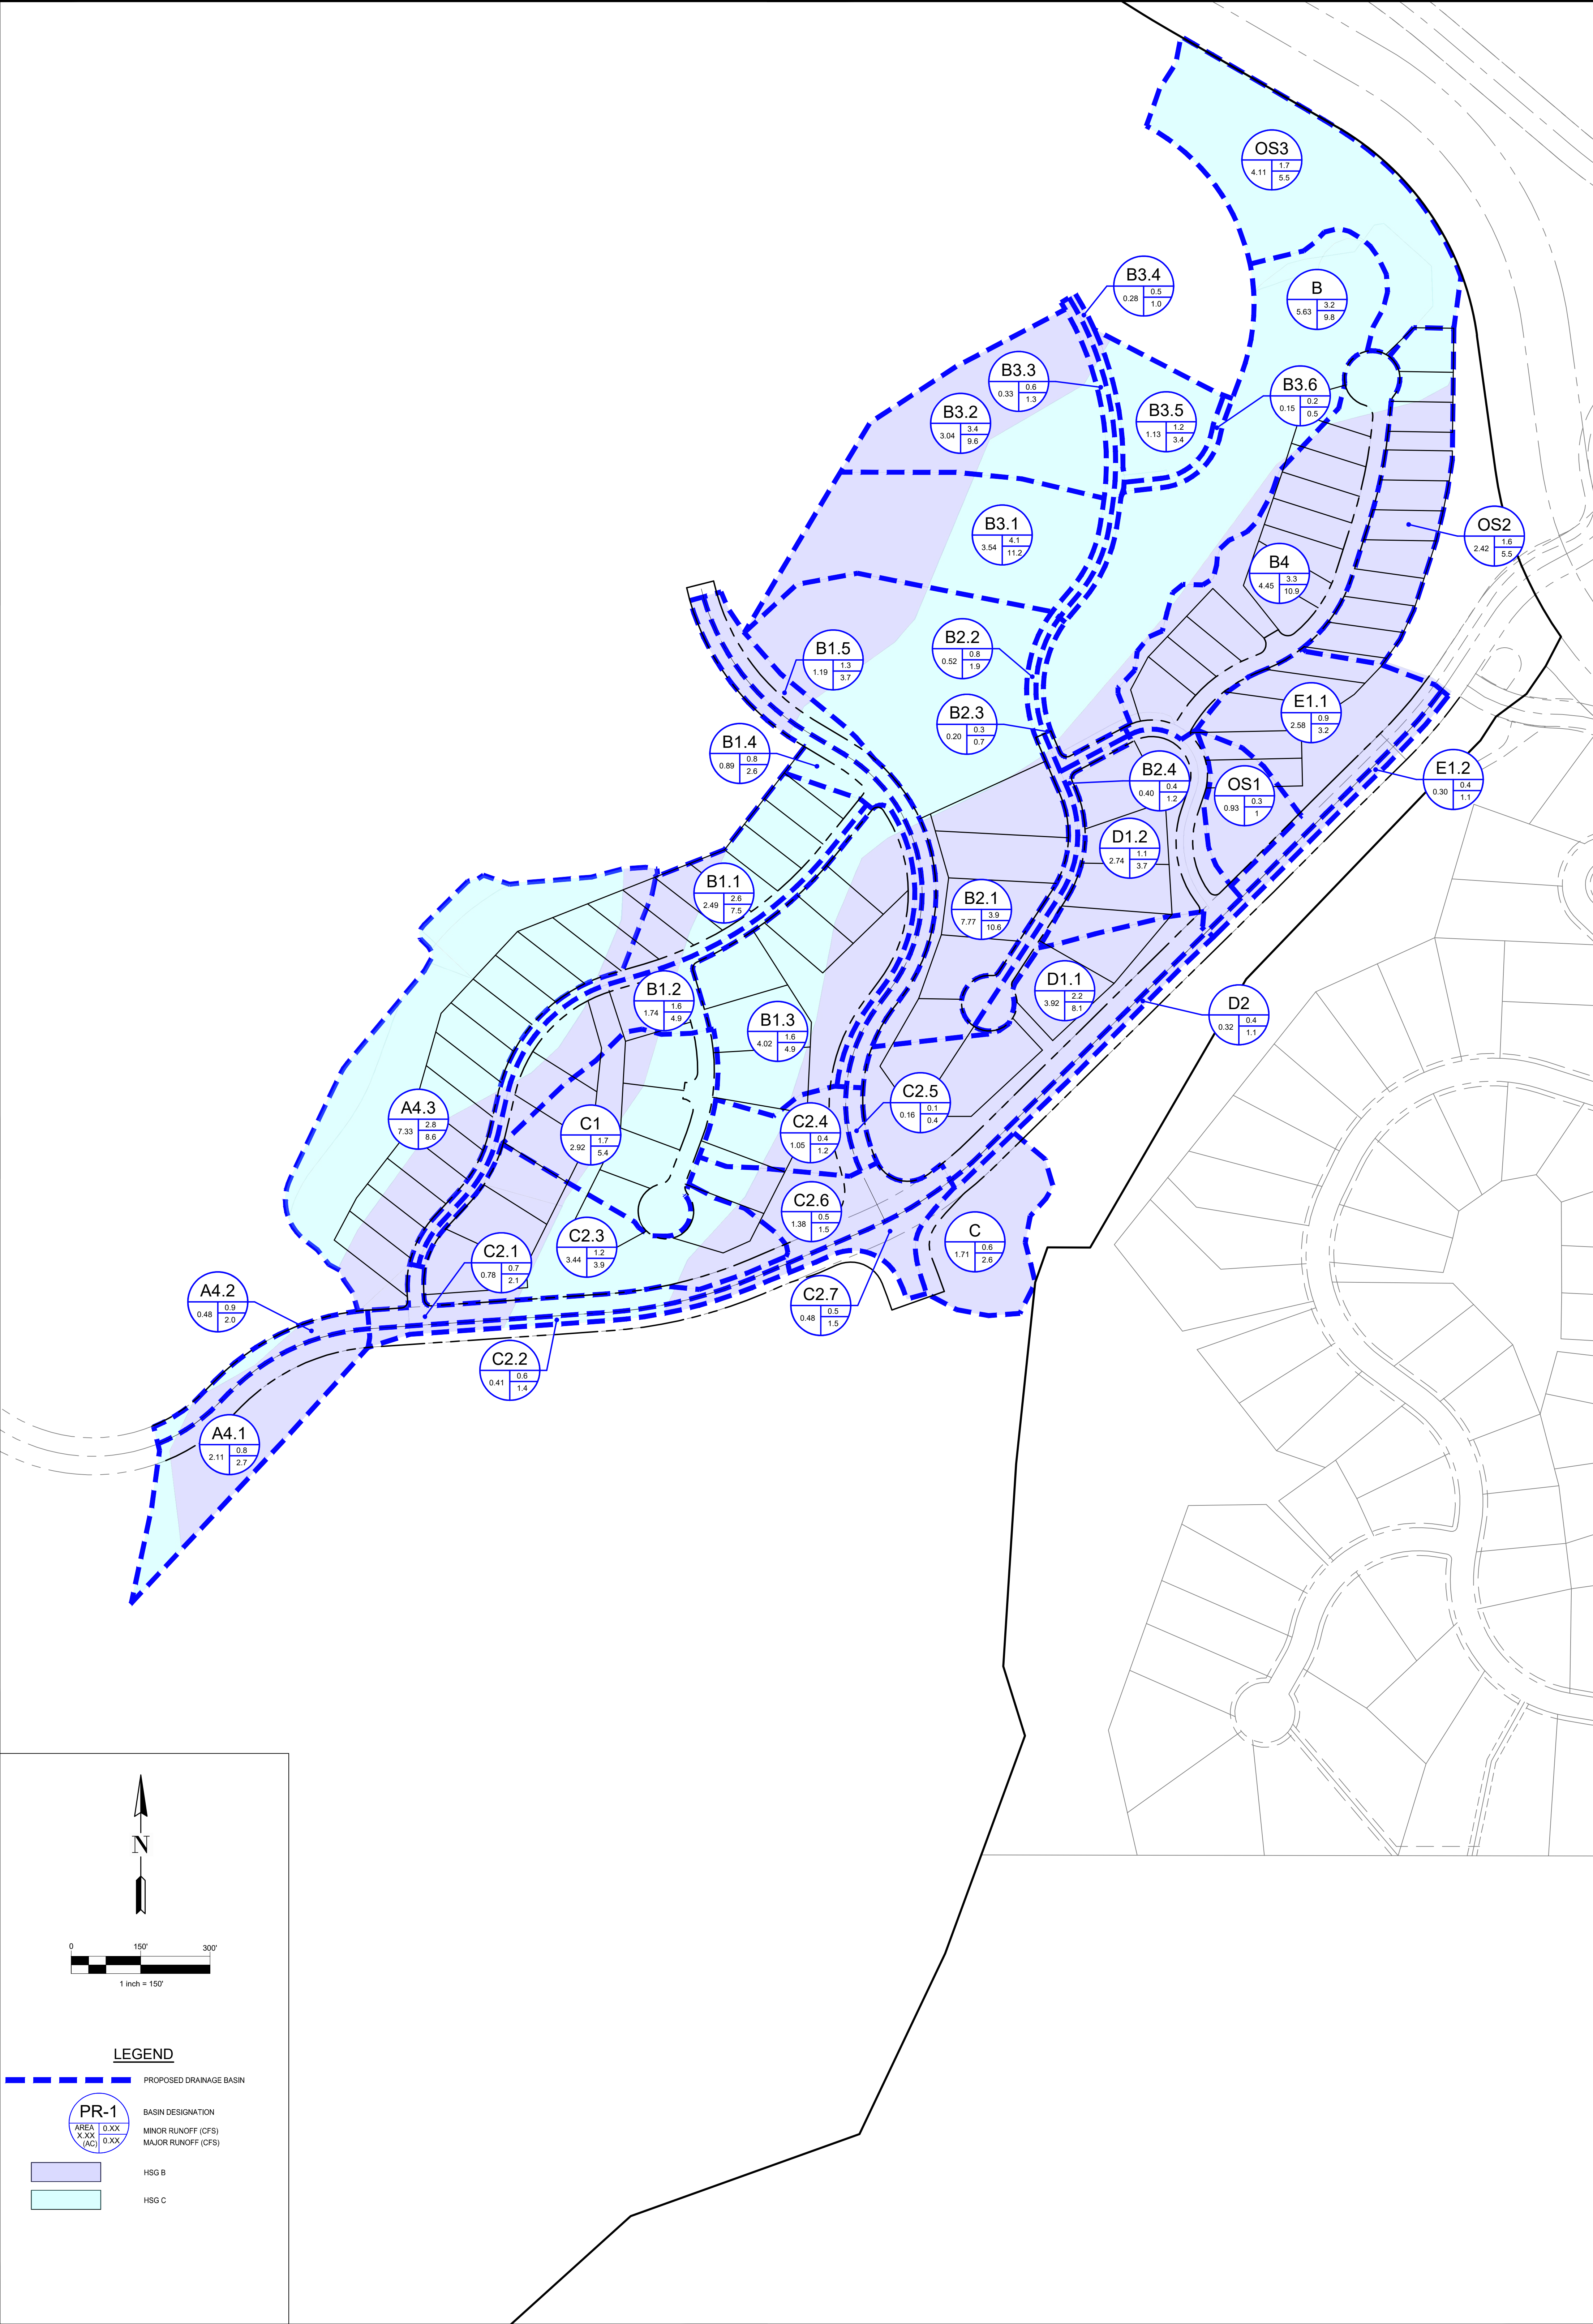 OS3
4.11 1.7
5.5
B3.4
0.28 0.5
1.0
B
5.63 3.2
9.8
B3.3
0.33 0.6
1.3
B3.6
0.15 0.2
0.5
B3.2
3.04 3.4
9.6
B3.5
1.13 1.2
3.4
B3.1
3.54 4.1
11.2
OS2
2.42 1.6
5.5
B4
4.45 3.3
10.9
B1.5
1.19 1.3
3.7
B2.2
0.52 0.8
1.9
E1.1
2.58 0.9
3.2
B2.3
0.20 0.3
0.7
B1.4
0.89 0.8
2.6
B2.4
0.40 0.4
1.2
OS1
0.93 0.3
1
E1.2
0.30 0.4
1.1
D1.2
2.74 1.1
3.7
B1.1
2.49 2.6
7.5
B2.1
7.77 3.9
10.6
D1.1
3.92 2.2
8.1
B1.2
1.74 1.6
4.9
D2
0.32 0.4
1.1
B1.3
4.02 1.6
4.9
C2.5
0.16 0.1
0.4
A4.3
7.33 2.8
8.6
C1
2.92 1.7
5.4
C2.4
1.05 0.4
1.2
C2.6
1.38 0.5
1.5
C
1.71 0.6
2.6
C2.3
3.44 1.2
3.9
C2.1
0.78 0.7
2.1
A4.2
0.48 0.9
2.0
C2.7
0.48 0.5
1.5
C2.2
0.41 0.6
1.4
A4.1
2.11 0.8
2.7
N
0 150' 300'
1 inch = 150'
LEGEND
PROPOSED DRAINAGE BASIN
PR-1 BASIN DESIGNATION
AREA 0.XX MINOR RUNOFF (CFS)
X.XX
(AC) 0.XX MAJOR RUNOFF (CFS)
HSG B
HSG C